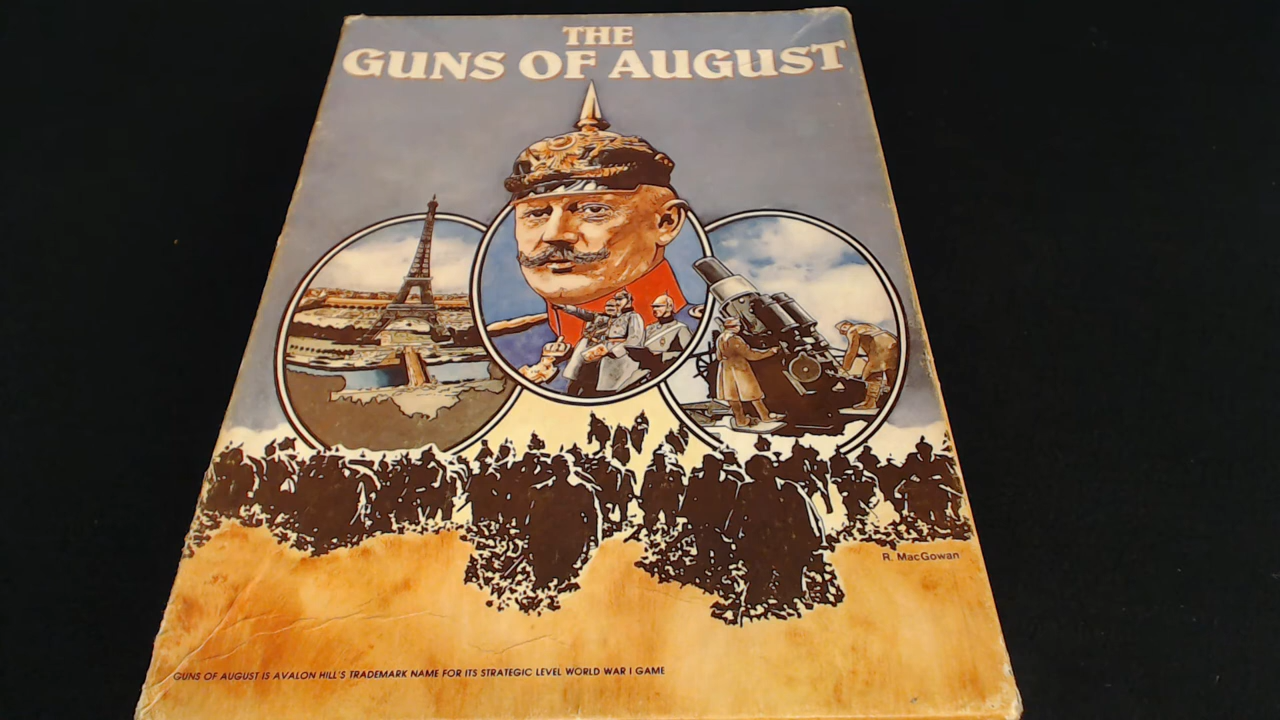 THE
GUNS OF AUGUST
R. MacGowan
GUNS OF AUGUST IS AVALON HILL'S TRADEMARK NAME FOR ITS STRATEGIC LEVEL WORLD WAR I GAME